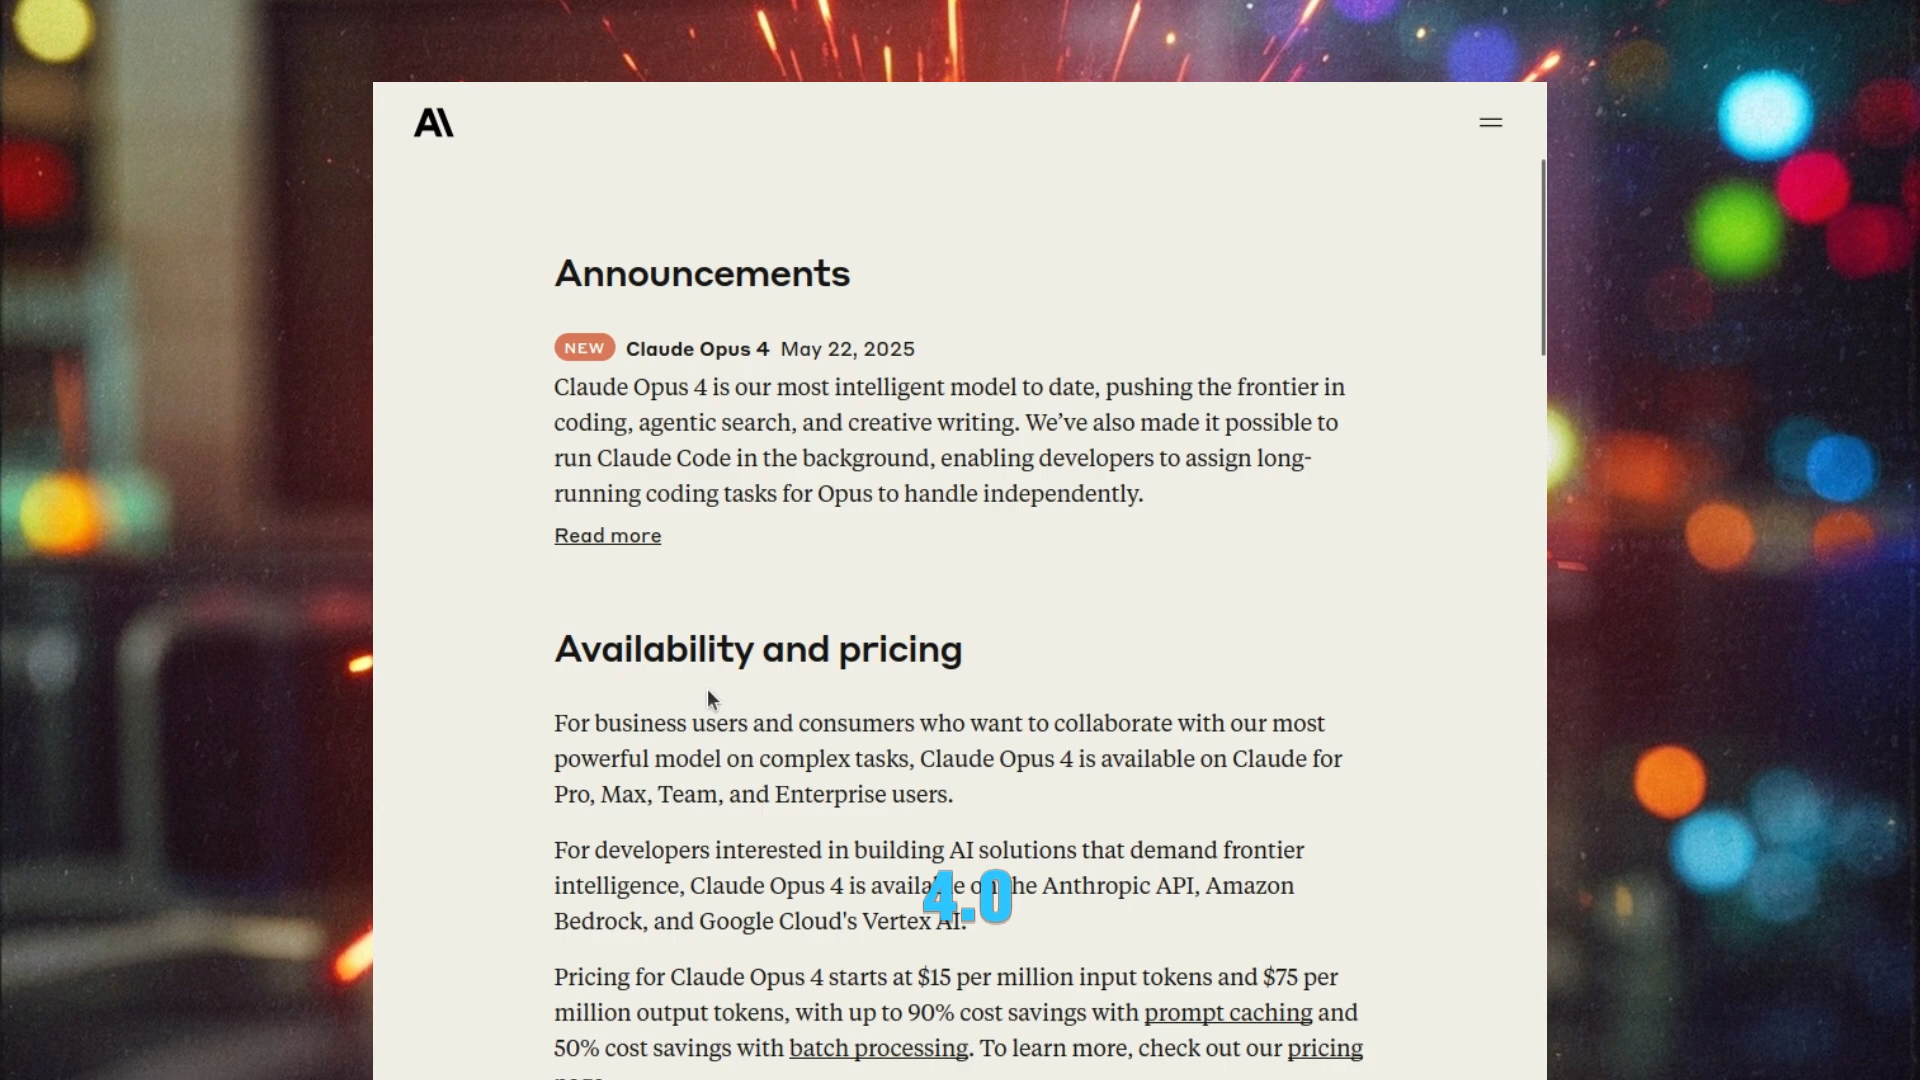 A\
Announcements
NEW Claude Opus 4 May 22, 2025
Claude Opus 4 is our most intelligent model to date, pushing the frontier in
coding, agentic search, and creative writing. We’ve also made it possible to
run Claude Code in the background, enabling developers to assign long-
running coding tasks for Opus to handle independently.
Read more
Availability and pricing
For business users and consumers who want to collaborate with our most
powerful model on complex tasks, Claude Opus 4 is available on Claude for
Pro, Max, Team, and Enterprise users.
For developers interested in building AI solutions that demand frontier
intelligence, Claude Opus 4 is available on the Anthropic API, Amazon
Bedrock, and Google Cloud's Vertex AI.
4.0
Pricing for Claude Opus 4 starts at $15 per million input tokens and $75 per
million output tokens, with up to 90% cost savings with prompt caching and
50% cost savings with batch processing. To learn more, check out our pricing